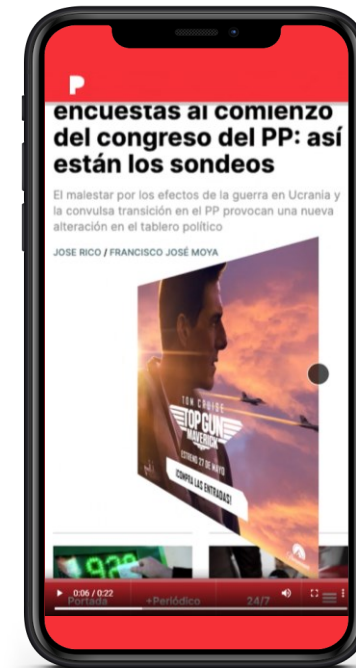 P
encuestas al comienzo
del congreso del PP: así
están los sondeos
El malestar por los efectos de la guerra en Ucrania y
la convulsa transición en el PP provocan una nueva
alteración en el tablero político
JOSE RICO / FRANCISCO JOSÉ MOYA
TOM CRUISE
TOP GUN
MAVERICK
ESTRENO 27 DE MAYO
¡COMPRA LAS ENTRADAS!
0:06 / 0:22
Portada +Periódico 24/7